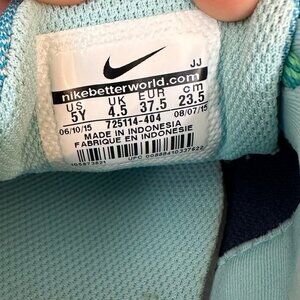 JJ
nikebetterworld.com
US UK EUR cm
5Y 4.5 37.5 23.5
06/10/15 725114-404 08/07/15
MADE IN INDONESIA
FABRIQUE EN INDONESIE